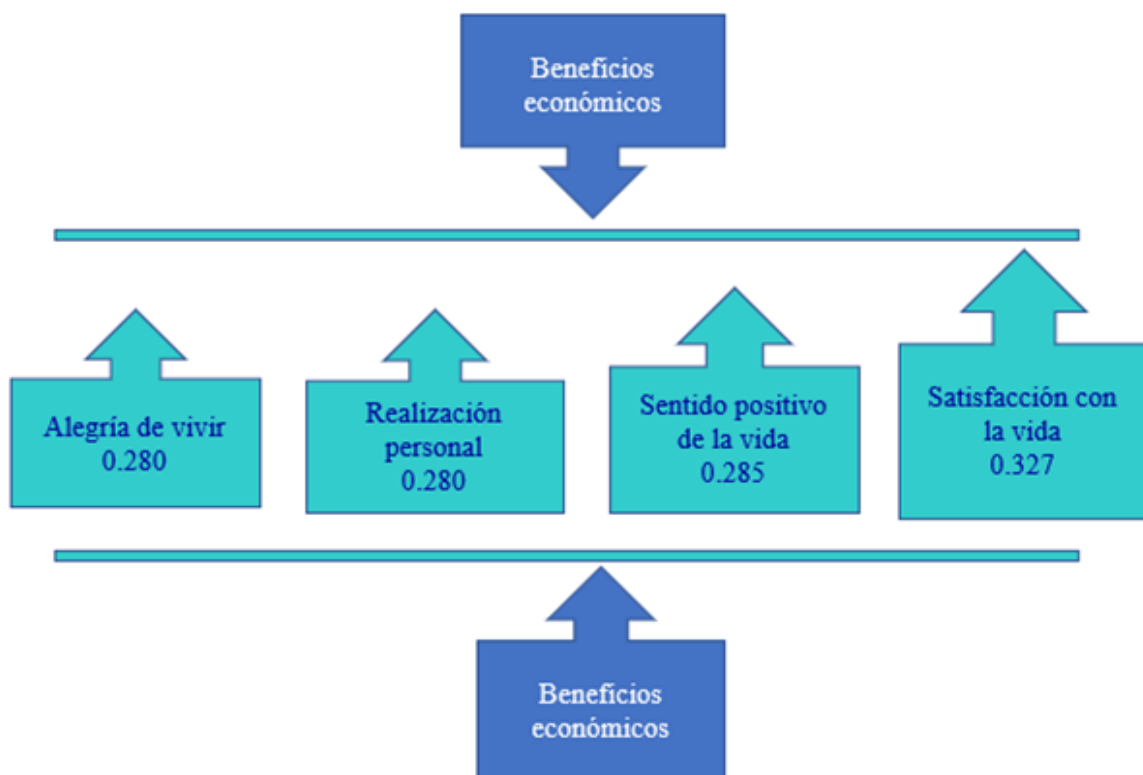 Beneficios
económicos
Alegría de vivir
0.280
Realización
personal
0.280
Sentido positivo
de la vida
0.285
Satisfacción con
la vida
0.327
Beneficios
económicos